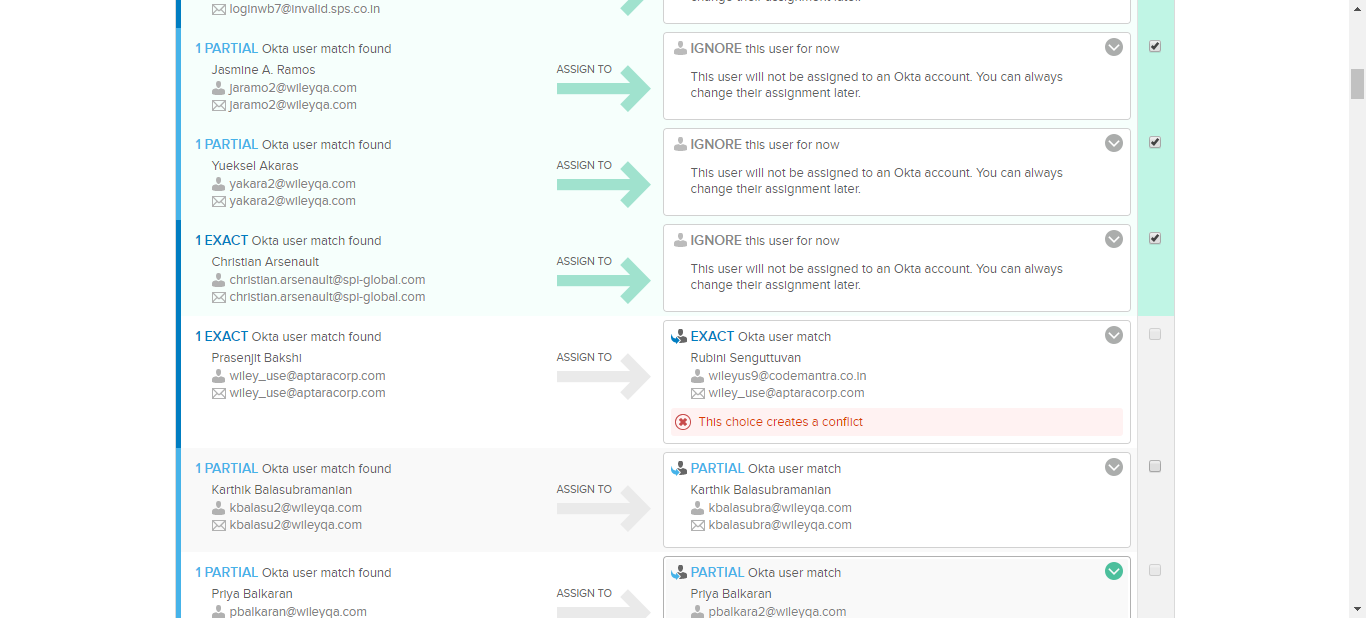 loginwb7@invalid.sps.co.in
change their assignment later.
1 PARTIAL Okta user match found
Jasmine A. Ramos
jaramo2@wileyqa.com
jaramo2@wileyqa.com
ASSIGN TO
IGNORE this user for now
This user will not be assigned to an Okta account. You can always
change their assignment later.
1 PARTIAL Okta user match found
Yueksel Akaras
yakara2@wileyqa.com
yakara2@wileyqa.com
ASSIGN TO
IGNORE this user for now
This user will not be assigned to an Okta account. You can always
change their assignment later.
1 EXACT Okta user match found
Christian Arsenault
christian.arsenault@spi-global.com
christian.arsenault@spi-global.com
ASSIGN TO
IGNORE this user for now
This user will not be assigned to an Okta account. You can always
change their assignment later.
1 EXACT Okta user match found
Prasenjit Bakshi
wiley_use@aptaracorp.com
wiley_use@aptaracorp.com
ASSIGN TO
EXACT Okta user match
Rubini Senguttuvan
wileyus9@codemantra.co.in
wiley_use@aptaracorp.com
This choice creates a conflict
1 PARTIAL Okta user match found
Karthik Balasubramanian
kbalasu2@wileyqa.com
kbalasu2@wileyqa.com
ASSIGN TO
PARTIAL Okta user match
Karthik Balasubramanian
kbalasubra@wileyqa.com
kbalasubra@wileyqa.com
1 PARTIAL Okta user match found
Priya Balkaran
pbalkaran@wileyqa.com
ASSIGN TO
PARTIAL Okta user match
Priya Balkaran
pbalkara2@wileyqa.com